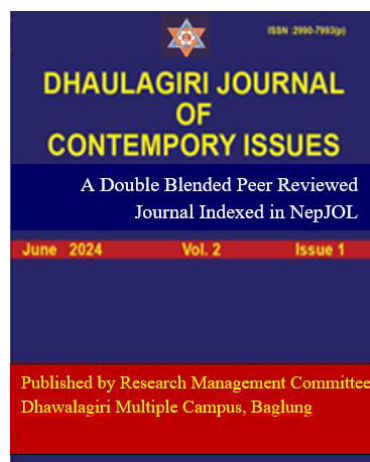 ISSN :2990-7993(p)
DHAULAGIRI JOURNAL
OF
CONTEMPORY ISSUES
A Double Blended Peer Reviewed
Journal Indexed in NepJOL
June 2024 Vol. 2 Issue 1
Published by Research Management Committee
Dhawalagiri Multiple Campus, Baglung